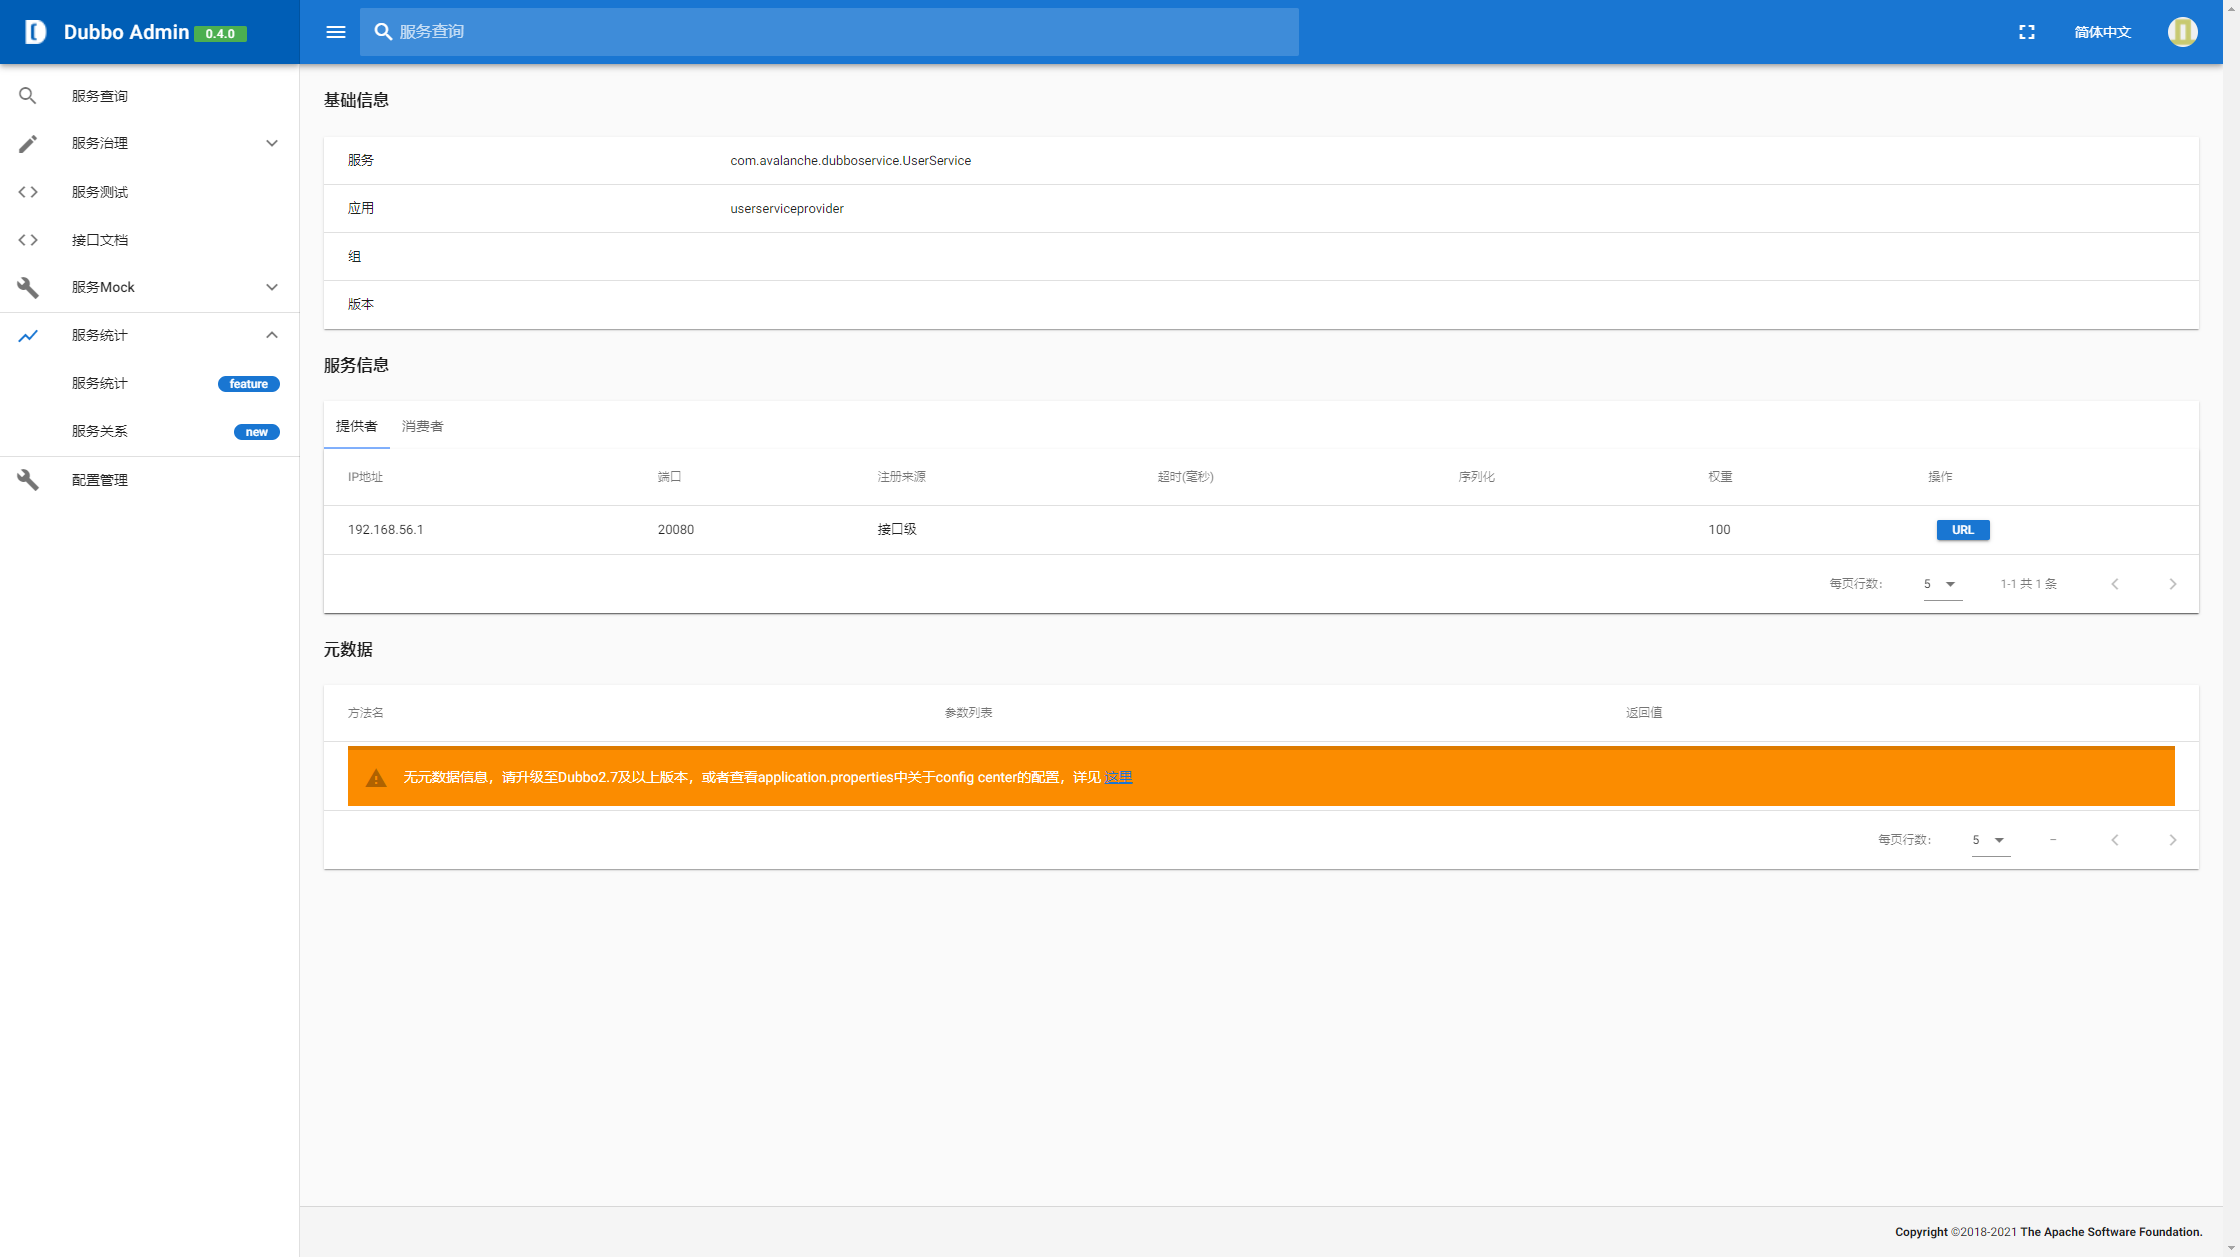 Dubbo Admin 0.4.0
服务查询
简体中文
服务查询
服务治理
服务测试
接口文档
服务Mock
服务统计
服务统计 feature
服务关系 new
配置管理
基础信息
服务 com.avalanche.dubboservice.UserService
应用 userserviceprovider
组
版本
服务信息
提供者 消费者
IP地址 端口 注册来源 超时(毫秒) 序列化 权重 操作
192.168.56.1 20080 接口级 100 URL
每页行数: 5 1-1 共 1 条
元数据
方法名 参数列表 返回值
无元数据信息，请升级至Dubbo2.7及以上版本，或者查看application.properties中关于config center的配置，详见 这里
每页行数: 5 –
Copyright ©2018-2021 The Apache Software Foundation.